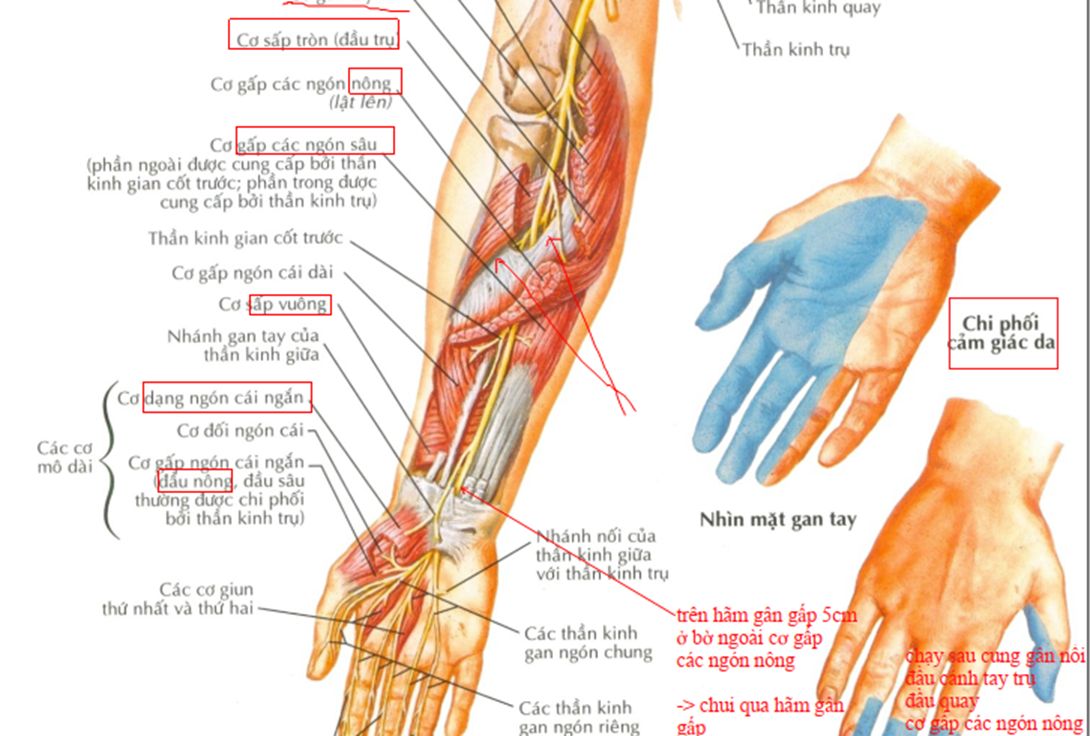 Thần kinh quay
Thần kinh trụ
Cơ sấp tròn (đầu trụ)
Cơ gấp các ngón nông
(lật lên)
Cơ gấp các ngón sâu
(phần ngoài được cung cấp bởi thần
kinh gian cốt trước; phần trong được
cung cấp bởi thần kinh trụ)
Thần kinh gian cốt trước
Cơ gấp ngón cái dài
Cơ sấp vuông
Nhánh gan tay của
thần kinh giữa
Các cơ
mô dài
Cơ dạng ngón cái ngắn
Cơ đối ngón cái
Cơ gấp ngón cái ngắn
(đầu nông, đầu sâu
thường được chi phối
bởi thần kinh trụ)
Các cơ giun
thứ nhất và thứ hai
Chi phối
cảm giác da
Nhìn mặt gan tay
Nhánh nối của
thần kinh giữa
với thần kinh trụ
Các thần kinh
gan ngón chung
Các thần kinh
gan ngón riêng
trên hãm gân gấp 5cm
ở bờ ngoài cơ gấp
các ngón nông
-> chui qua hãm gân
gấp
chạy sau cung gân nối
đầu cánh tay trụ
đầu quay
cơ gấp các ngón nông